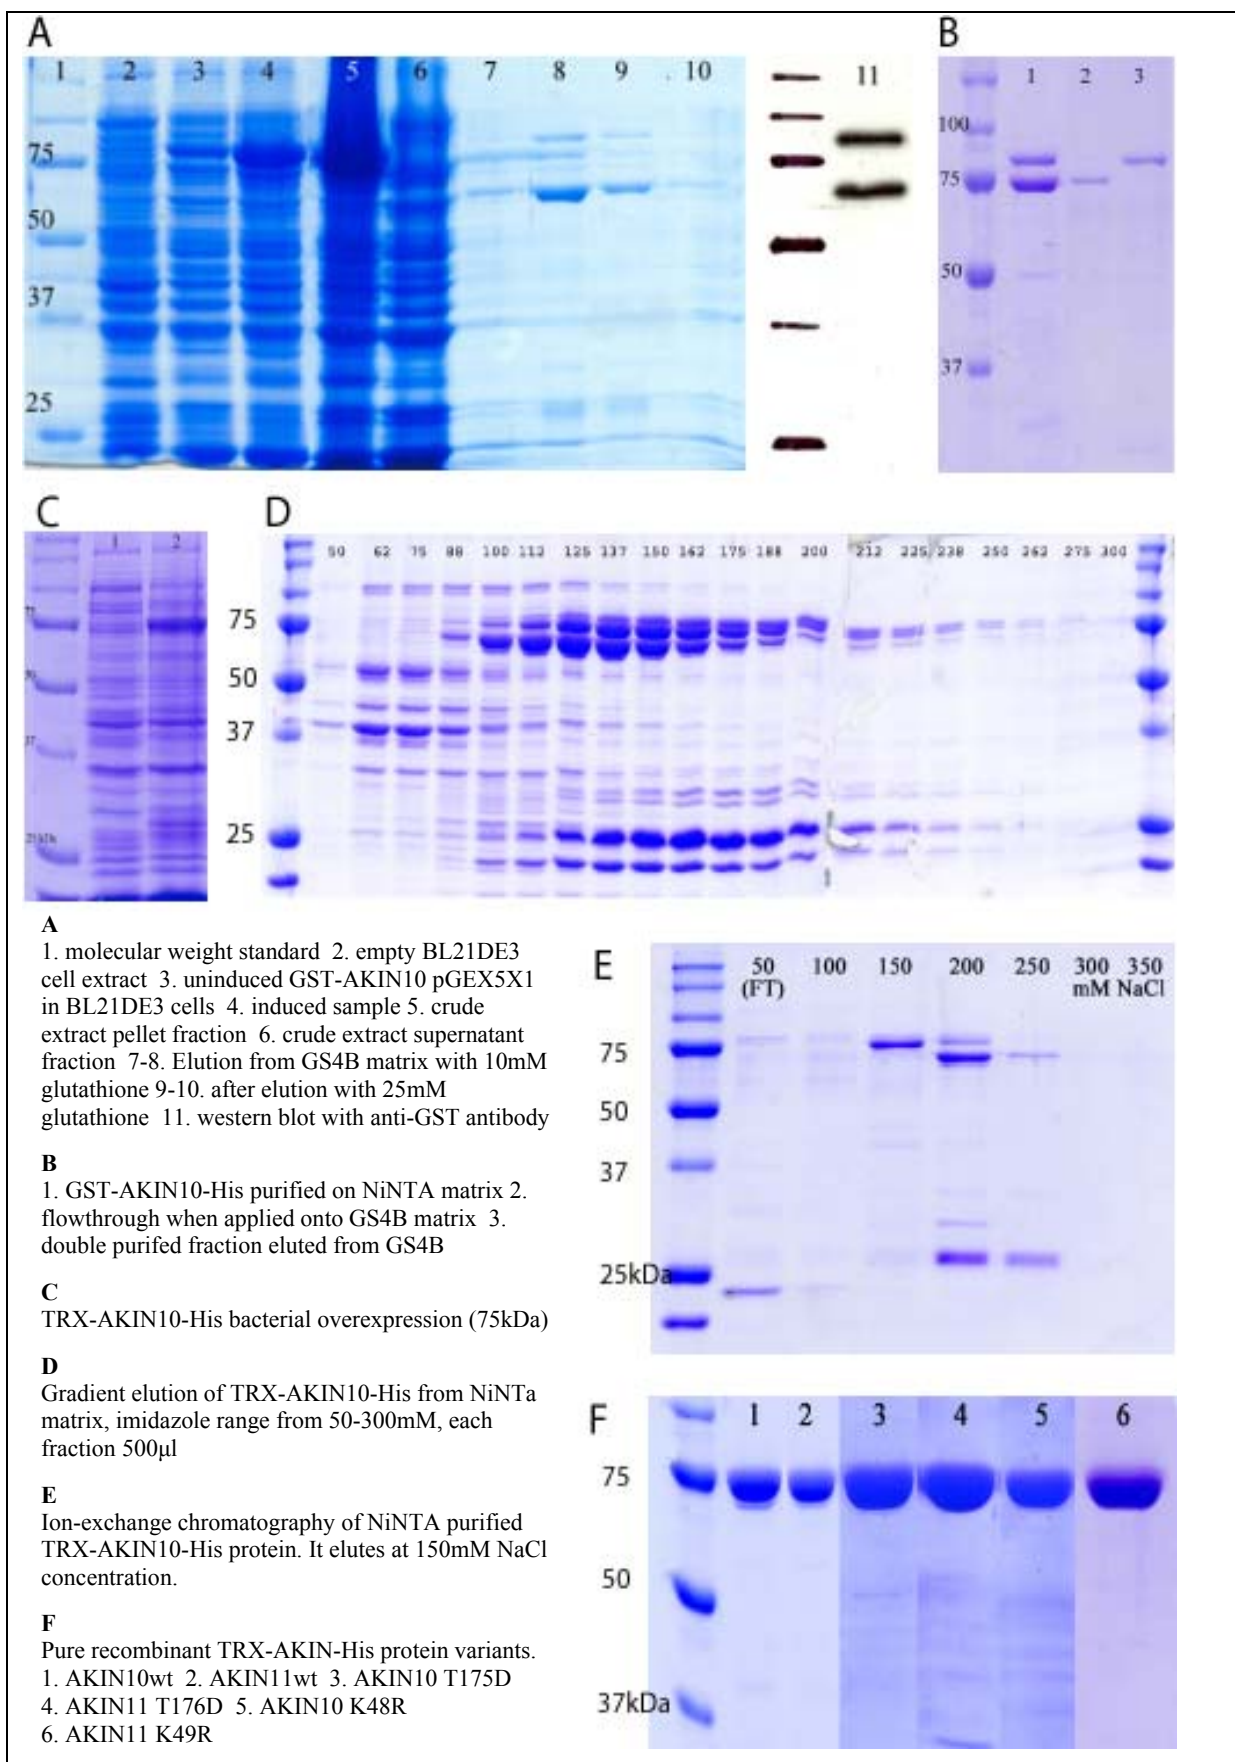 A
1 2 3 4 5 6 7 8 9 10
75
50
37
25
11
B
1 2 3
100
75
50
37
C
1 2
D
50 62 75 88 100 112 125 137 150 162 175 188 200 212 225 238 250 262 275 300
75
50
37
25
A
1. molecular weight standard 2. empty BL21DE3
cell extract 3. uninduced GST-AKIN10 pGEX5X1
in BL21DE3 cells 4. induced sample 5. crude
extract pellet fraction 6. crude extract supernatant
fraction 7-8. Elution from GS4B matrix with 10mM
glutathione 9-10. after elution with 25mM
glutathione 11. western blot with anti-GST antibody
B
1. GST-AKIN10-His purified on NiNTA matrix 2.
flowthrough when applied onto GS4B matrix 3.
double purifed fraction eluted from GS4B
C
TRX-AKIN10-His bacterial overexpression (75kDa)
D
Gradient elution of TRX-AKIN10-His from NiNTa
matrix, imidazole range from 50-300mM, each
fraction 500µl
E
Ion-exchange chromatography of NiNTA purified
TRX-AKIN10-His protein. It elutes at 150mM NaCl
concentration.
F
Pure recombinant TRX-AKIN-His protein variants.
1. AKIN10wt 2. AKIN11wt 3. AKIN10 T175D
4. AKIN11 T176D 5. AKIN10 K48R
6. AKIN11 K49R
E
50 100 150 200 250 300 350
(FT) mM NaCl
75
50
37
25kDa
F
1 2 3 4 5 6
75
50
37kDa